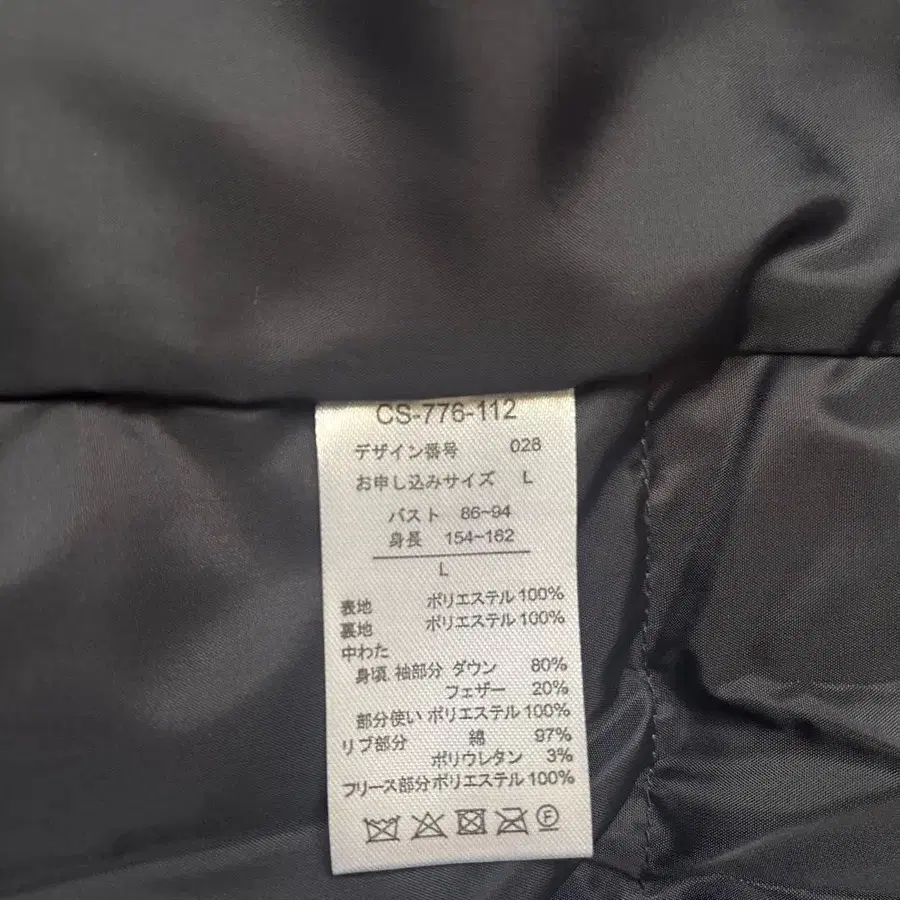 CS-776-112
デザイン番号 028
お申し込みサイズ L
バスト 86~94
身長 154~162
L
表地 ポリエステル 100%
裏地 ポリエステル 100%
中わた
身頃.袖部分 ダウン 80%
フェザー 20%
部分使い ポリエステル 100%
リブ部分 綿 97%
ポリウレタン 3%
フリース部分 ポリエステル 100%
F